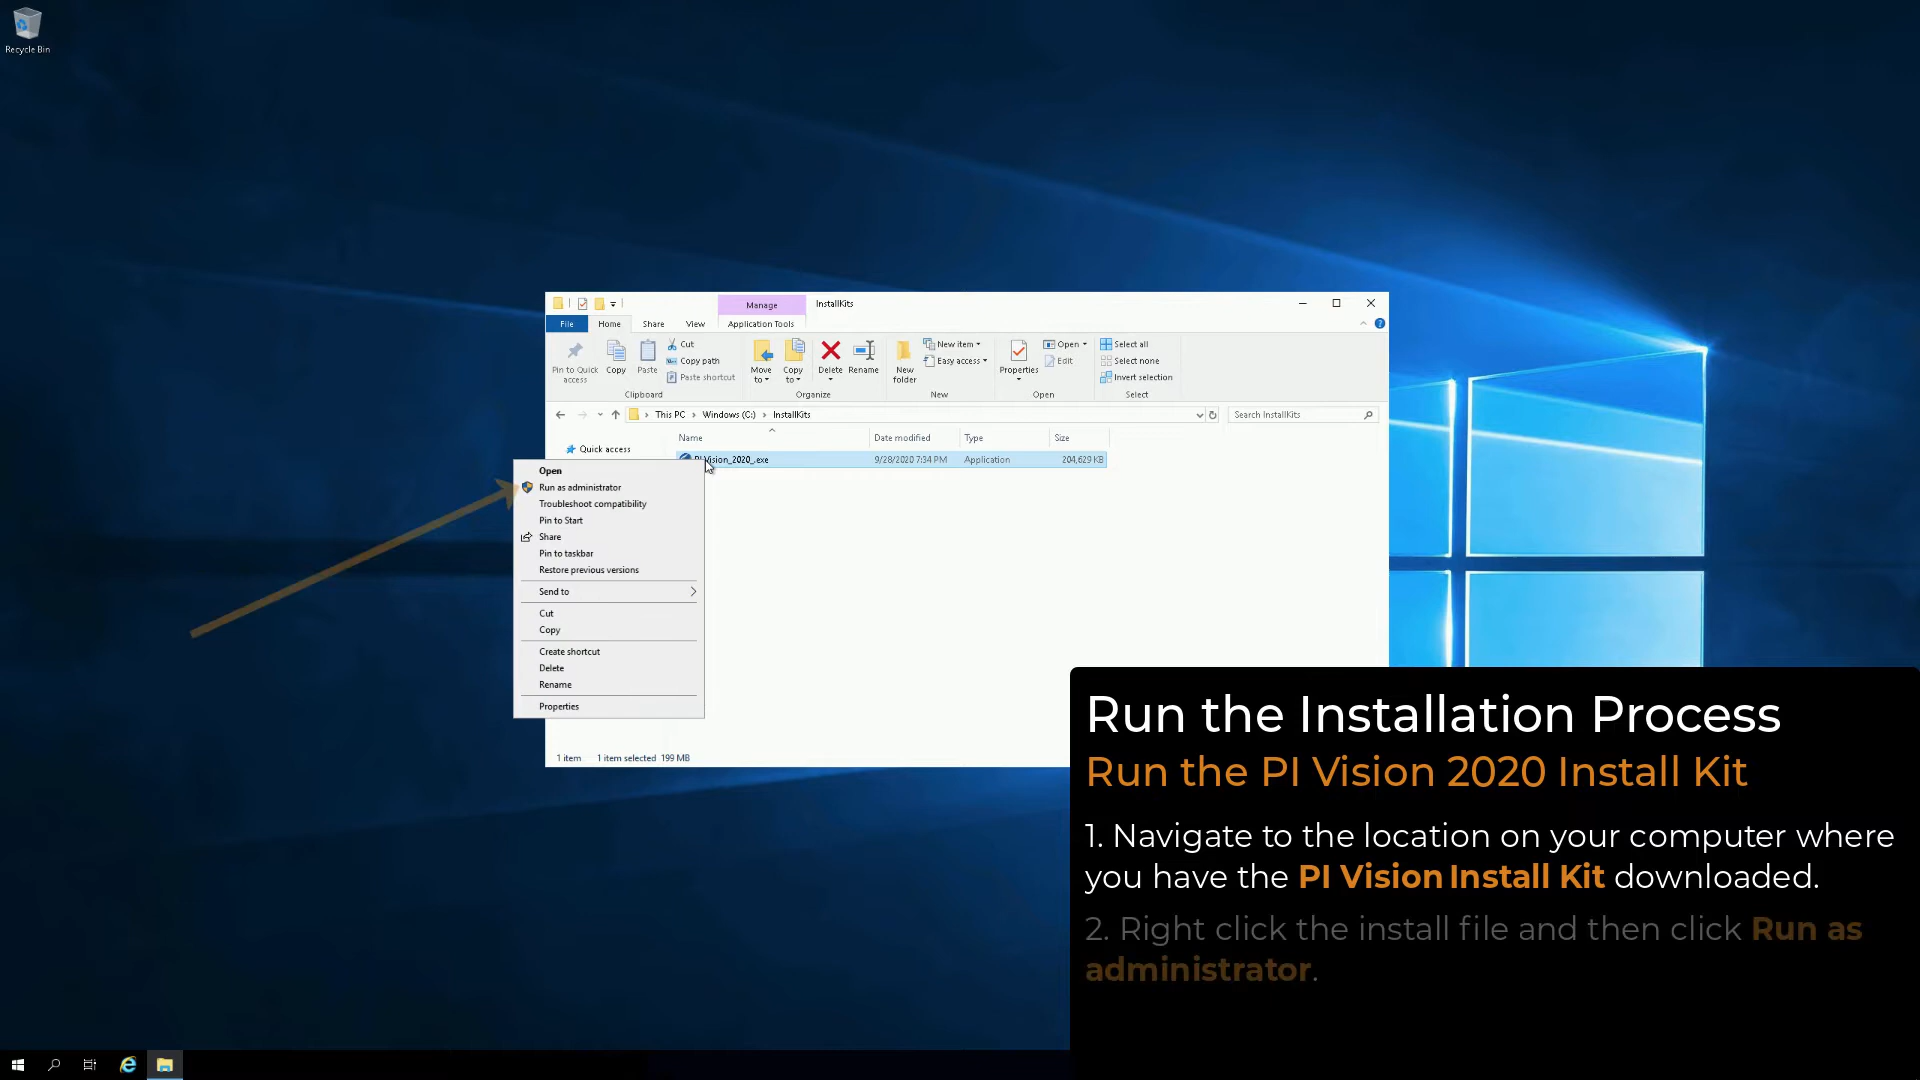 Recycle Bin
Manage
InstallKits
File
Home
Share
View
Application Tools
Pin to Quick access
Copy
Paste
Cut
Copy path
Paste shortcut
Clipboard
Move to
Copy to
Delete
Rename
Organize
New folder
New item
Easy access
New
Properties
Open
Edit
Open
Select all
Select none
Invert selection
Select
This PC > Windows (C:) > InstallKits
Search InstallKits
Name
Date modified
Type
Size
Quick access
PI Vision_2020_.exe
9/28/2020 7:34 PM
Application
204,629 KB
Open
Run as administrator
Troubleshoot compatibility
Pin to Start
Share
Pin to taskbar
Restore previous versions
Send to
Cut
Copy
Create shortcut
Delete
Rename
Properties
1 item
1 item selected 199 MB
Run the Installation Process
Run the PI Vision 2020 Install Kit
1. Navigate to the location on your computer where
you have the PI Vision Install Kit downloaded.
2. Right click the install file and then click Run as
administrator.